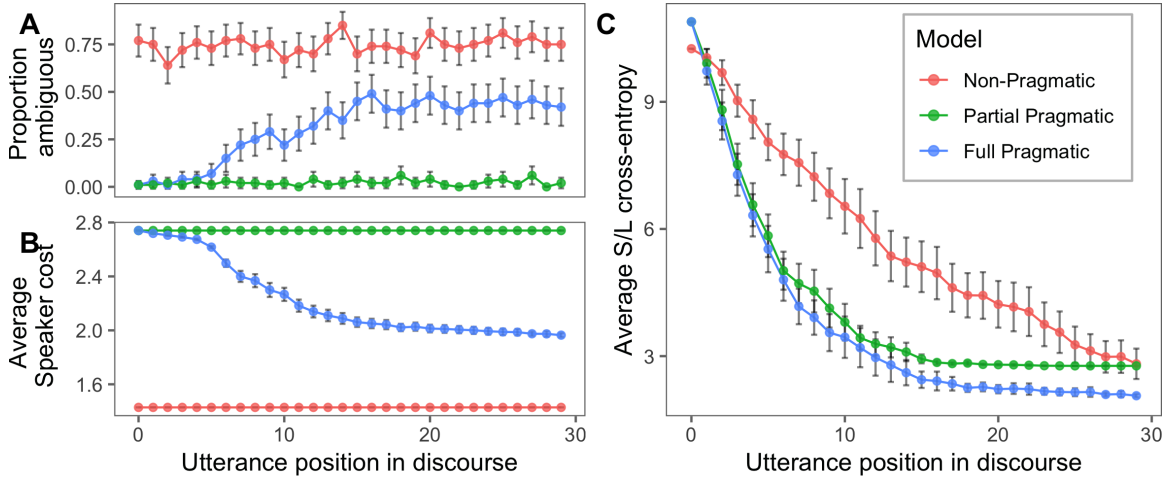 A
Proportion
ambiguous
0.75
0.50
0.25
0.00
B
Average
Speaker cost
2.8
2.4
2.0
1.6
0
10
20
30
Utterance position in discourse
C
Average S/L cross-entropy
9
6
3
0
10
20
30
Utterance position in discourse
Model
Non-Pragmatic
Partial Pragmatic
Full Pragmatic